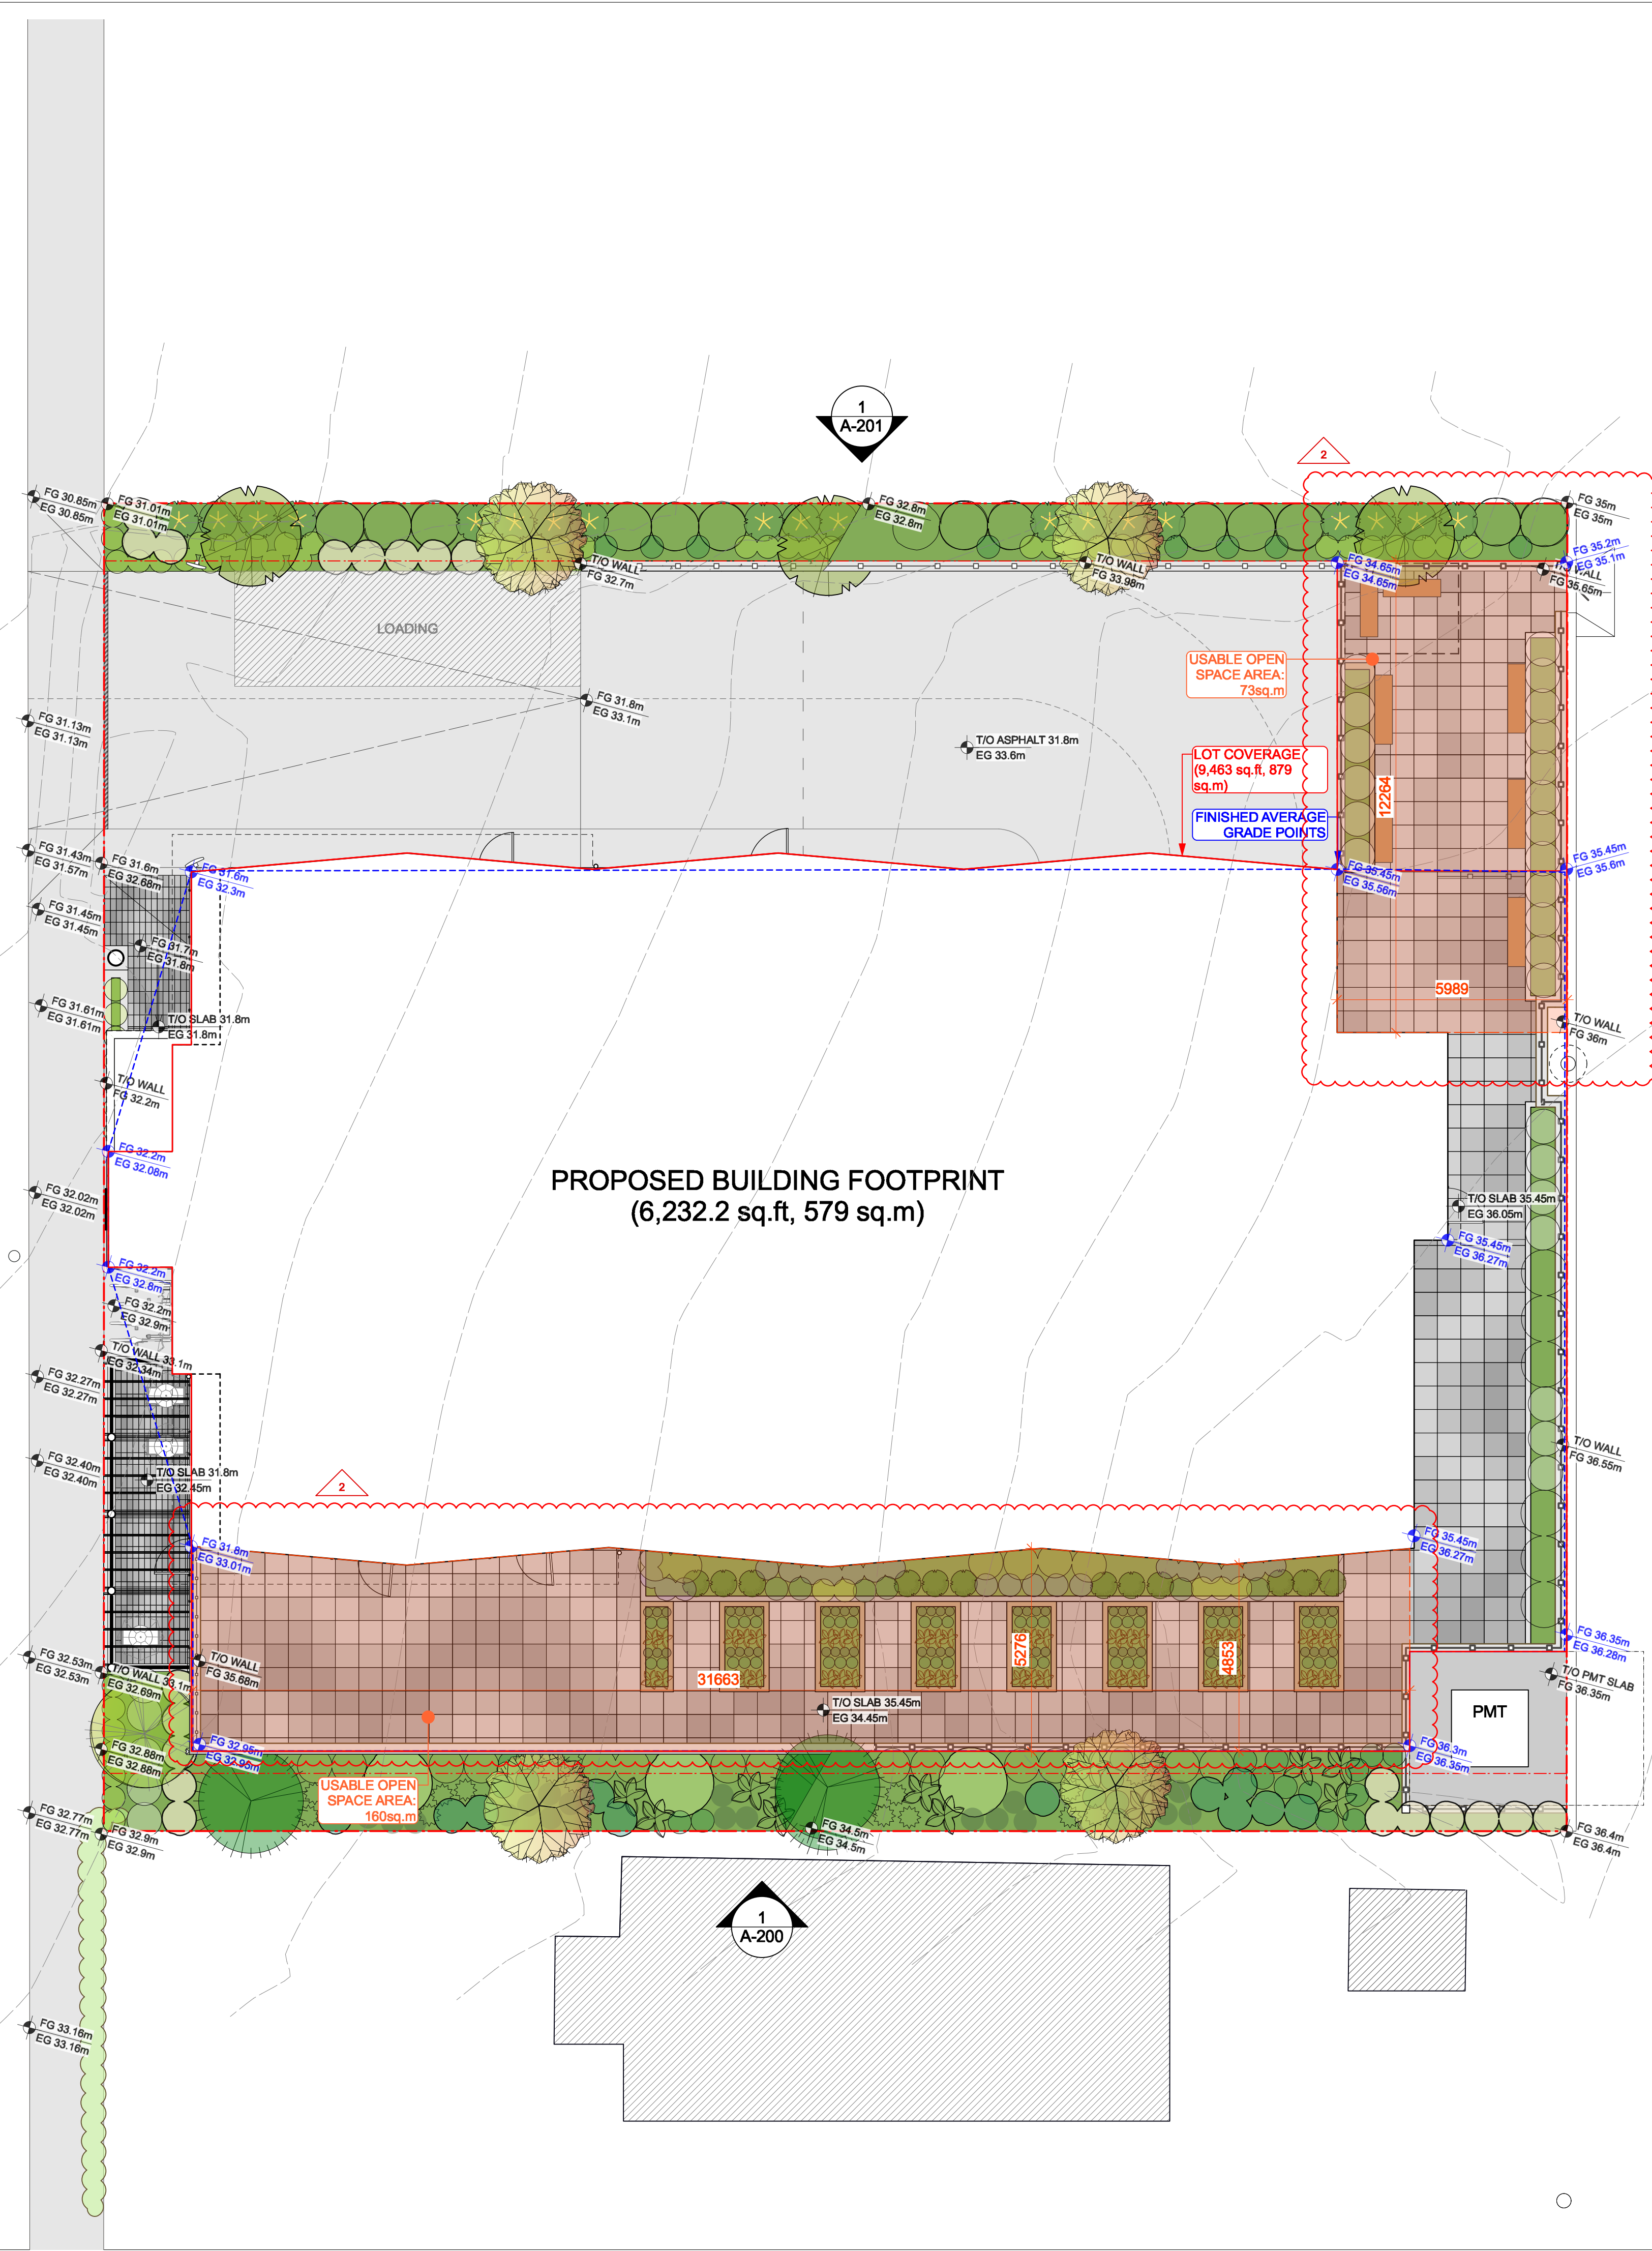 1
A-201
2
FG 30.85m
EG 30.85m
FG 31.01m
EG 31.01m
FG 32.8m
EG 32.8m
FG 35m
EG 35m
T/O WALL
FG 32.7m
T/O WALL
FG 33.98m
FG 34.65m
EG 34.65m
FG 35.2m
EG 35.1m
FG 35.65m
LOADING
USABLE OPEN
SPACE AREA:
73sq.m
FG 31.8m
EG 33.1m
FG 31.13m
EG 31.13m
T/O ASPHALT 31.8m
EG 33.6m
LOT COVERAGE
(9,463 sq.ft, 879
sq.m)
12264
FINISHED AVERAGE
GRADE POINTS
FG 31.43m
EG 31.57m
FG 31.6m
EG 32.68m
FG 31.6m
EG 32.3m
FG 35.45m
EG 35.56m
FG 35.45m
EG 35.6m
FG 31.45m
EG 31.45m
FG 31.7m
EG 31.8m
5989
FG 31.61m
EG 31.61m
T/O SLAB 31.8m
EG 31.8m
T/O WALL
FG 36m
T/O WALL
FG 32.2m
FG 32.2m
EG 32.08m
PROPOSED BUILDING FOOTPRINT
(6,232.2 sq.ft, 579 sq.m)
FG 32.02m
EG 32.02m
T/O SLAB 35.45m
EG 36.05m
FG 35.45m
EG 36.27m
FG 32.2m
EG 32.8m
FG 32.2m
EG 32.9m
T/O WALL 33.1m
EG 32.34m
FG 32.27m
EG 32.27m
T/O WALL
FG 36.55m
FG 32.40m
EG 32.40m
T/O SLAB 31.8m
EG 32.45m
2
FG 31.8m
EG 33.01m
FG 35.45m
EG 36.27m
5276
4853
FG 32.53m
EG 32.53m
T/O WALL 33.1m
EG 32.69m
T/O WALL
FG 35.68m
31663
FG 36.35m
EG 36.28m
T/O PMT SLAB
FG 36.35m
T/O SLAB 35.45m
EG 34.45m
PMT
FG 32.88m
EG 32.88m
FG 32.95m
EG 32.95m
FG 36.3m
EG 36.35m
USABLE OPEN
SPACE AREA:
160sq.m
FG 32.77m
EG 32.77m
FG 32.9m
EG 32.9m
FG 34.5m
EG 34.5m
FG 36.4m
EG 36.4m
1
A-200
FG 33.16m
EG 33.16m